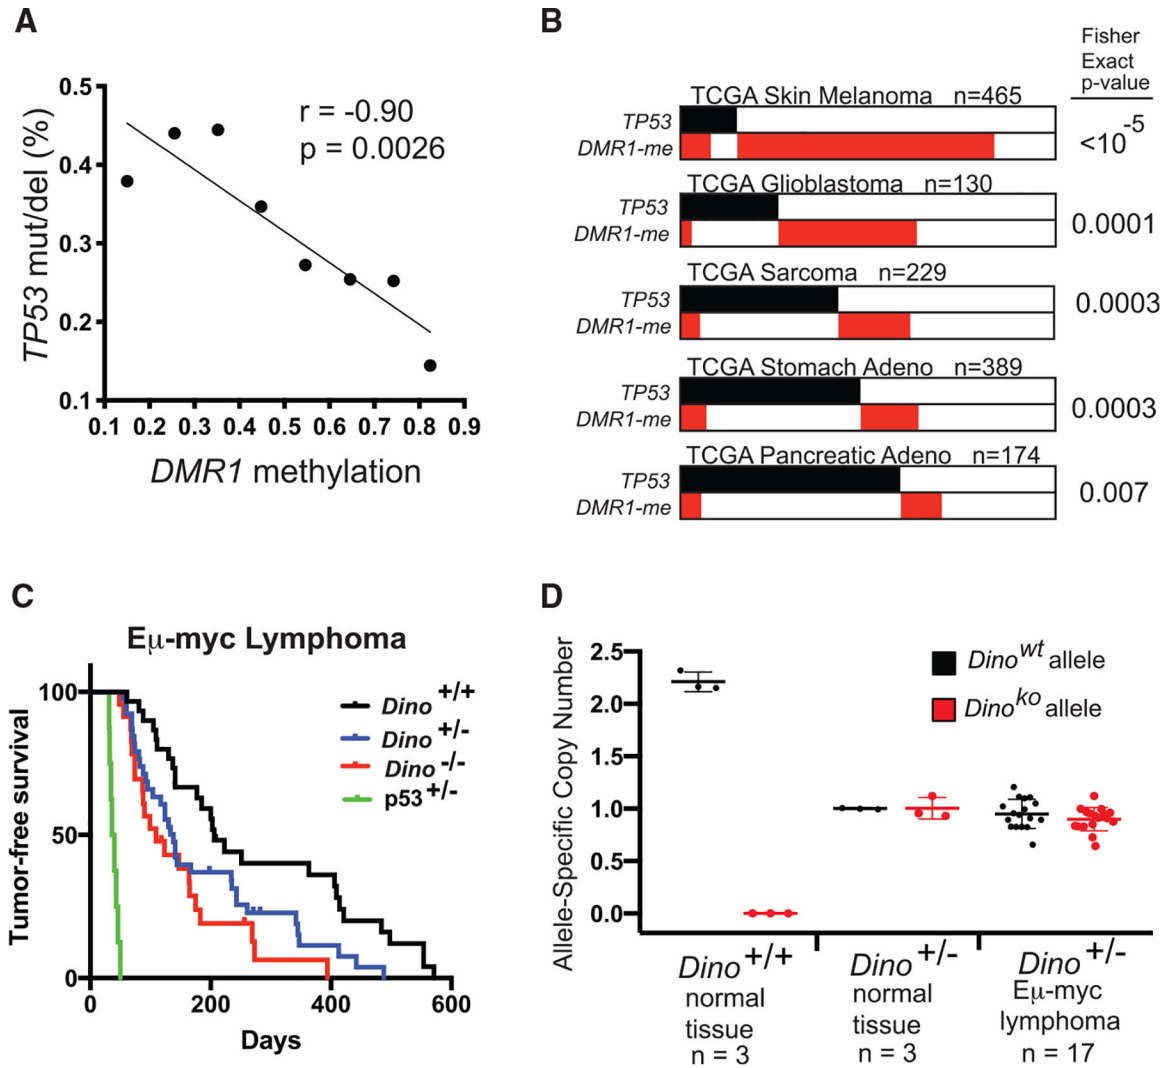 A
0.5
0.4
0.3
0.2
0.1
TP53 mut/del (%)
r = -0.90
p = 0.0026
0.1 0.2 0.3 0.4 0.5 0.6 0.7 0.8 0.9
DMR1 methylation
B
Fisher
Exact
p-value
TCGA Skin Melanoma n=465
TP53
DMR1-me
<10-5
TCGA Glioblastoma n=130
TP53
DMR1-me
0.0001
TCGA Sarcoma n=229
TP53
DMR1-me
0.0003
TCGA Stomach Adeno n=389
TP53
DMR1-me
0.0003
TCGA Pancreatic Adeno n=174
TP53
DMR1-me
0.007
C
Eμ-myc Lymphoma
100
50
0
Tumor-free survival
Dino +/+
Dino +/-
Dino -/-
p53 +/-
0 200 400 600
Days
D
Allele-Specific Copy Number
2.5
2.0
1.5
1.0
0.5
0.0
Dino wt allele
Dino ko allele
Dino +/+
normal
tissue
n = 3
Dino +/-
normal
tissue
n = 3
Dino +/-
Eμ-myc
lymphoma
n = 17